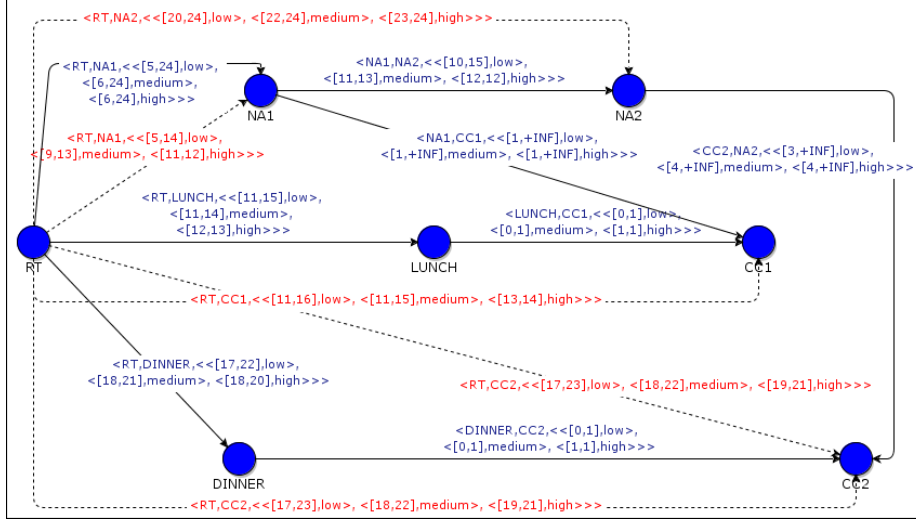 <RT,NA2,<<[20,24],low>, <[22,24],medium>, <[23,24],high>>>
<RT,NA1,<<[5,24],low>,
<[6,24],medium>,
<[6,24],high>>>
<NA1,NA2,<<[10,15],low>,
<[11,13],medium>, <[12,12],high>>>
NA1
NA2
<RT,NA1,<<[5,14],low>,
<[9,13],medium>, <[11,12],high>>>
<NA1,CC1,<<[1,+INF],low>,
<[1,+INF],medium>, <[1,+INF],high>>>
<CC2,NA2,<<[3,+INF],low>,
<[4,+INF],medium>, <[4,+INF],high>>>
<RT,LUNCH,<<[11,15],low>,
<[11,14],medium>,
<[12,13],high>>>
<LUNCH,CC1,<<[0,1],low>,
<[0,1],medium>, <[1,1],high>>>
RT
LUNCH
CC1
<RT,CC1,<<[11,16],low>, <[11,15],medium>, <[13,14],high>>>
<RT,DINNER,<<[17,22],low>,
<[18,21],medium>, <[18,20],high>>>
<RT,CC2,<<[17,23],low>, <[18,22],medium>, <[19,21],high>>>
<DINNER,CC2,<<[0,1],low>,
<[0,1],medium>, <[1,1],high>>>
DINNER
CC2
<RT,CC2,<<[17,23],low>, <[18,22],medium>, <[19,21],high>>>